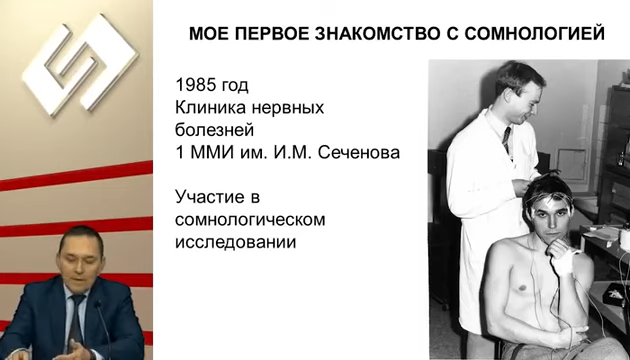 МОЕ ПЕРВОЕ ЗНАКОМСТВО С СОМНОЛОГИЕЙ
1985 год
Клиника нервных
болезней
1 ММИ им. И.М. Сеченова
Участие в
сомнологическом
исследовании